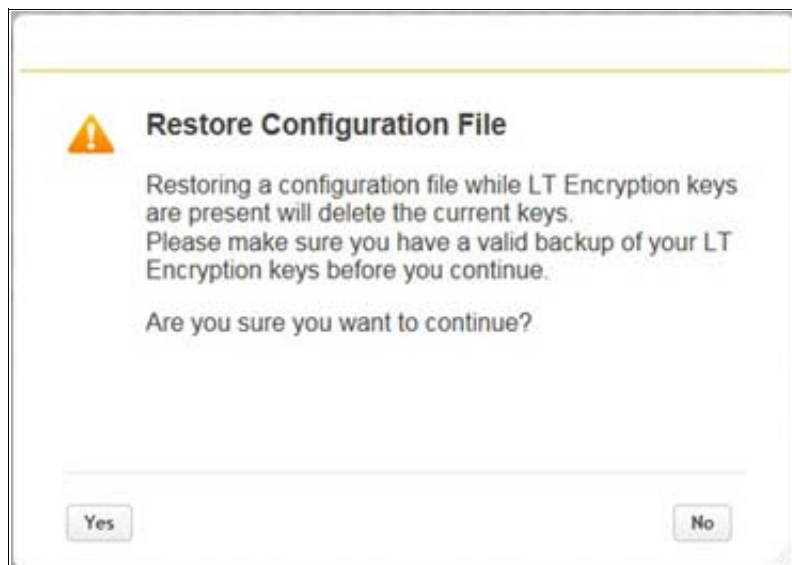 Restore Configuration File
Restoring a configuration file while LT Encryption keys
are present will delete the current keys.
Please make sure you have a valid backup of your LT
Encryption keys before you continue.
Are you sure you want to continue?
Yes
No